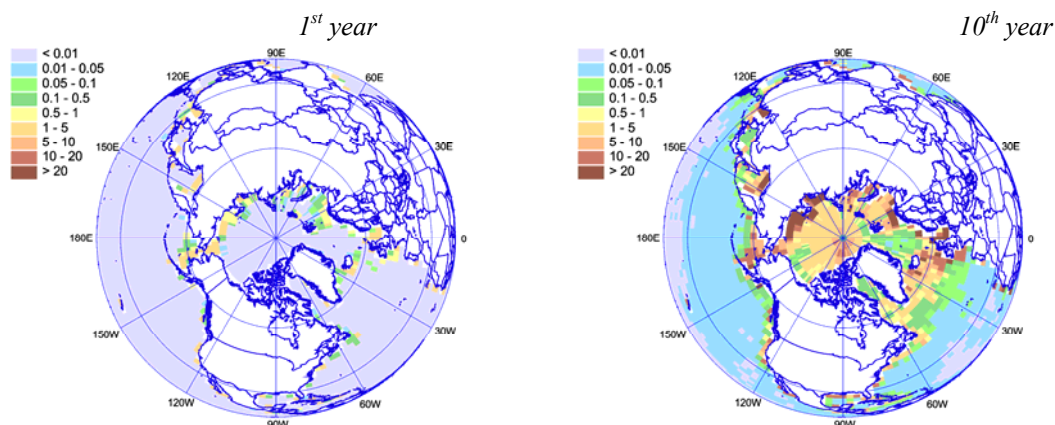 1st year
< 0.01
0.01 - 0.05
0.05 - 0.1
0.1 - 0.5
0.5 - 1
1 - 5
5 - 10
10 - 20
> 20
90E
120E
60E
150E
30E
180E
0
150W
30W
120W
60W
90W
10th year
< 0.01
0.01 - 0.05
0.05 - 0.1
0.1 - 0.5
0.5 - 1
1 - 5
5 - 10
10 - 20
> 20
90E
120E
60E
150E
30E
180E
0
150W
30W
120W
60W
90W